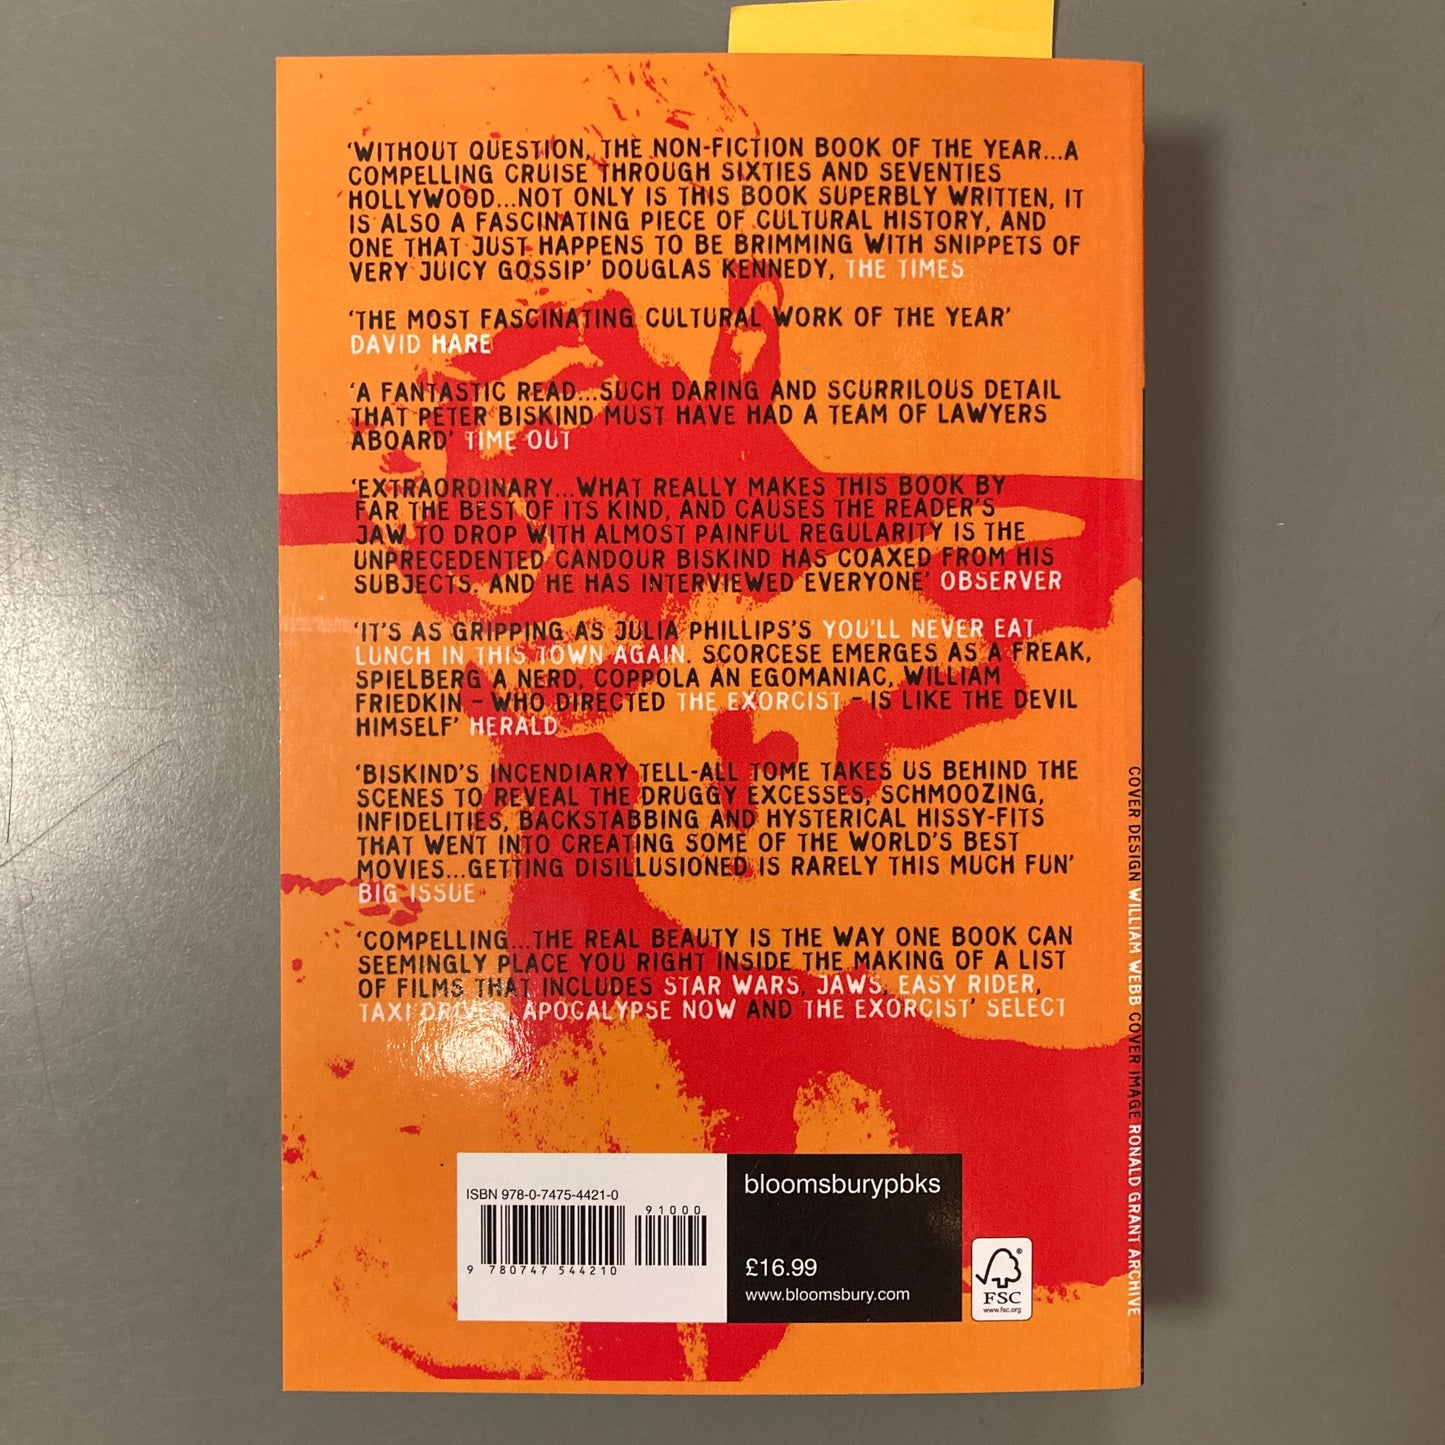 ‘WITHOUT QUESTION, THE NON-FICTION BOOK OF THE YEAR...A
COMPELLING CRUISE THROUGH SIXTIES AND SEVENTIES
HOLLYWOOD...NOT ONLY IS THIS BOOK SUPERBLY WRITTEN, IT
IS ALSO A FASCINATING PIECE OF CULTURAL HISTORY, AND
ONE THAT JUST HAPPENS TO BE BRIMMING WITH SNIPPETS OF
VERY JUICY GOSSIP’ DOUGLAS KENNEDY, THE TIMES
‘THE MOST FASCINATING CULTURAL WORK OF THE YEAR’
DAVID HARE
‘A FANTASTIC READ...SUCH DARING AND SCURRILOUS DETAIL
THAT PETER BISKIND MUST HAVE HAD A TEAM OF LAWYERS
ABOARD’ TIME OUT
‘EXTRAORDINARY...WHAT REALLY MAKES THIS BOOK BY
FAR THE BEST OF ITS KIND, AND CAUSES THE READER’S
JAW TO DROP WITH ALMOST PAINFUL REGULARITY IS THE
UNPRECEDENTED CANDOUR BISKIND HAS COAXED FROM HIS
SUBJECTS. AND HE HAS INTERVIEWED EVERYONE’ OBSERVER
‘IT’S AS GRIPPING AS JULIA PHILLIPS’S YOU’LL NEVER EAT
LUNCH IN THIS TOWN AGAIN. SCORCESE EMERGES AS A FREAK,
SPIELBERG A NERD, COPPOLA AN EGOMANIAC, WILLIAM
FRIEDKIN – WHO DIRECTED THE EXORCIST – IS LIKE THE DEVIL
HIMSELF’ HERALD
‘BISKIND’S INCENDIARY TELL-ALL TOME TAKES US BEHIND THE
SCENES TO REVEAL THE DRUGGY EXCESSES, SCHMOOZING,
INFIDELITIES, BACKSTABBING AND HYSTERICAL HISSY-FITS
THAT WENT INTO CREATING SOME OF THE WORLD’S BEST
MOVIES...GETTING DISILLUSIONED IS RARELY THIS MUCH FUN’
BIG ISSUE
‘COMPELLING...THE REAL BEAUTY IS THE WAY ONE BOOK CAN
SEEMINGLY PLACE YOU RIGHT INSIDE THE MAKING OF A LIST
OF FILMS THAT INCLUDES STAR WARS, JAWS, EASY RIDER,
TAXI DRIVER, APOCALYPSE NOW AND THE EXORCIST’ SELECT
COVER DESIGN WILLIAM WEBB COVER IMAGE RONALD GRANT ARCHIVE
ISBN 978-0-7475-4421-0
91000
9 780747 544210
bloomsburypbks
£16.99
www.bloomsbury.com
®
FSC
www.fsc.org